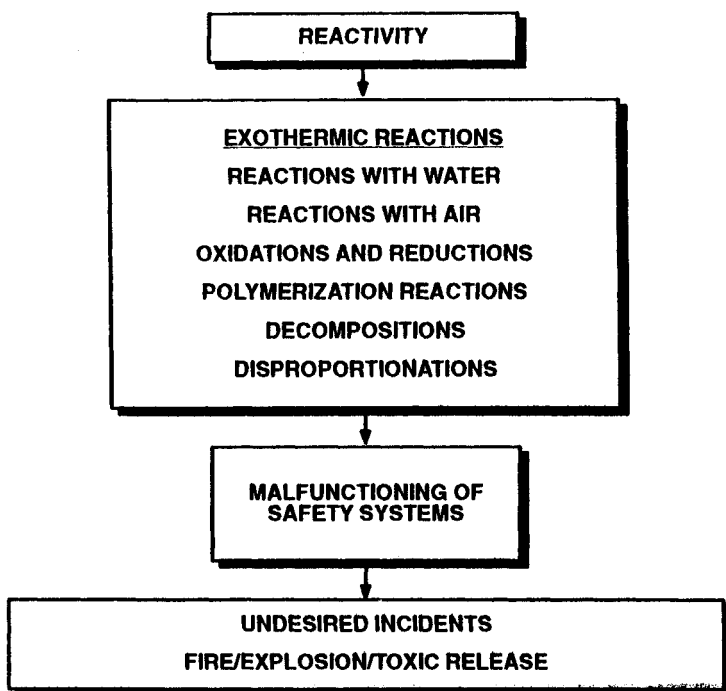 REACTIVITY
EXOTHERMIC REACTIONS
REACTIONS WITH WATER
REACTIONS WITH AIR
OXIDATIONS AND REDUCTIONS
POLYMERIZATION REACTIONS
DECOMPOSITIONS
DISPROPORTIONATIONS
MALFUNCTIONING OF
SAFETY SYSTEMS
UNDESIRED INCIDENTS
FIRE/EXPLOSION/TOXIC RELEASE